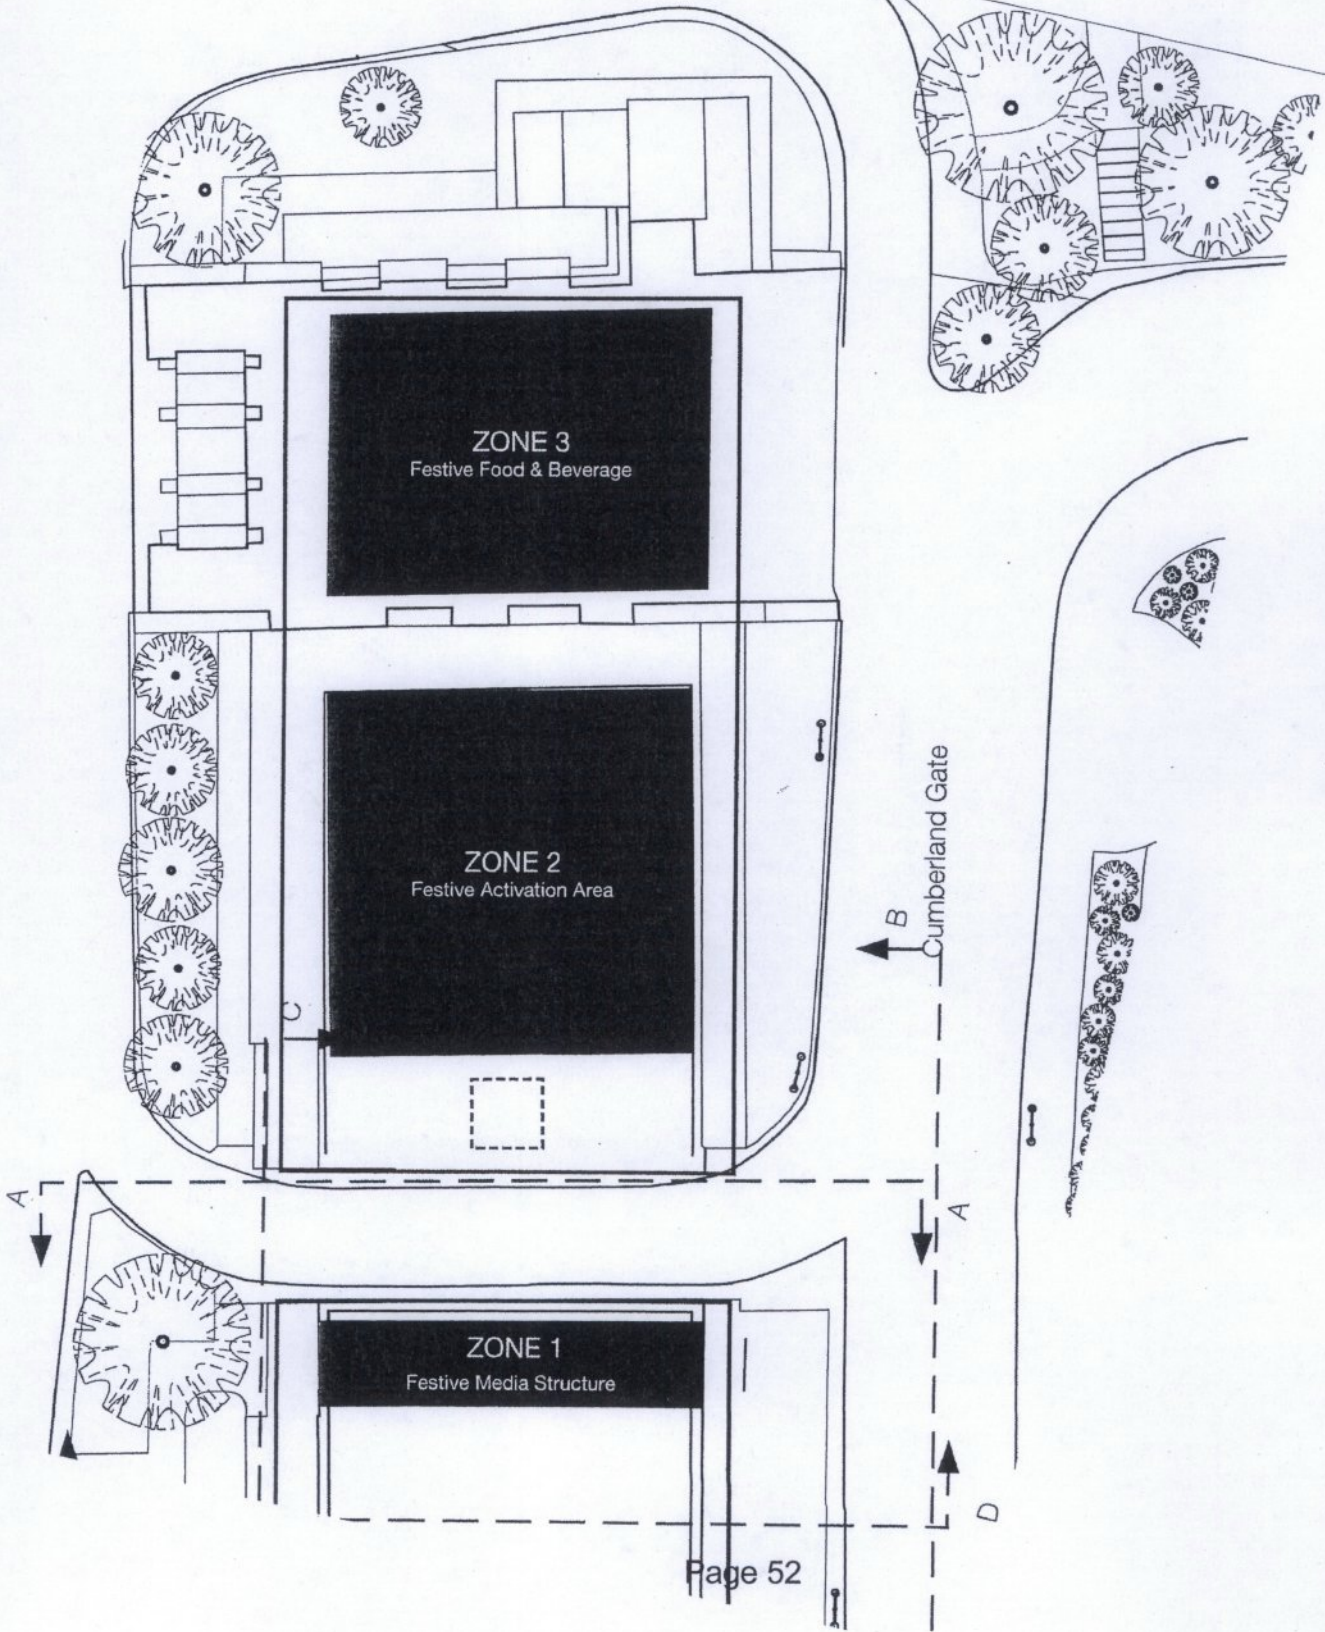 ZONE 3
Festive Food & Beverage
ZONE 2
Festive Activation Area
Cumberland Gate
B
C
A
A
ZONE 1
Festive Media Structure
D
Page 52